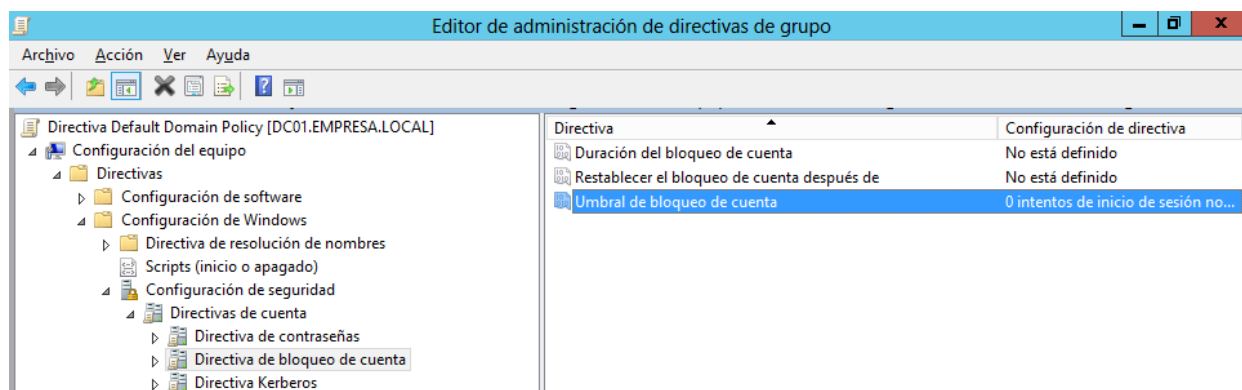 Editor de administración de directivas de grupo
Archivo Acción Ver Ayuda
Directiva Default Domain Policy [DC01.EMPRESA.LOCAL]
Configuración del equipo
Directivas
Configuración de software
Configuración de Windows
Directiva de resolución de nombres
Scripts (inicio o apagado)
Configuración de seguridad
Directivas de cuenta
Directiva de contraseñas
Directiva de bloqueo de cuenta
Directiva Kerberos
Directiva Configuración de directiva
Duración del bloqueo de cuenta No está definido
Restablecer el bloqueo de cuenta después de No está definido
Umbral de bloqueo de cuenta 0 intentos de inicio de sesión no...